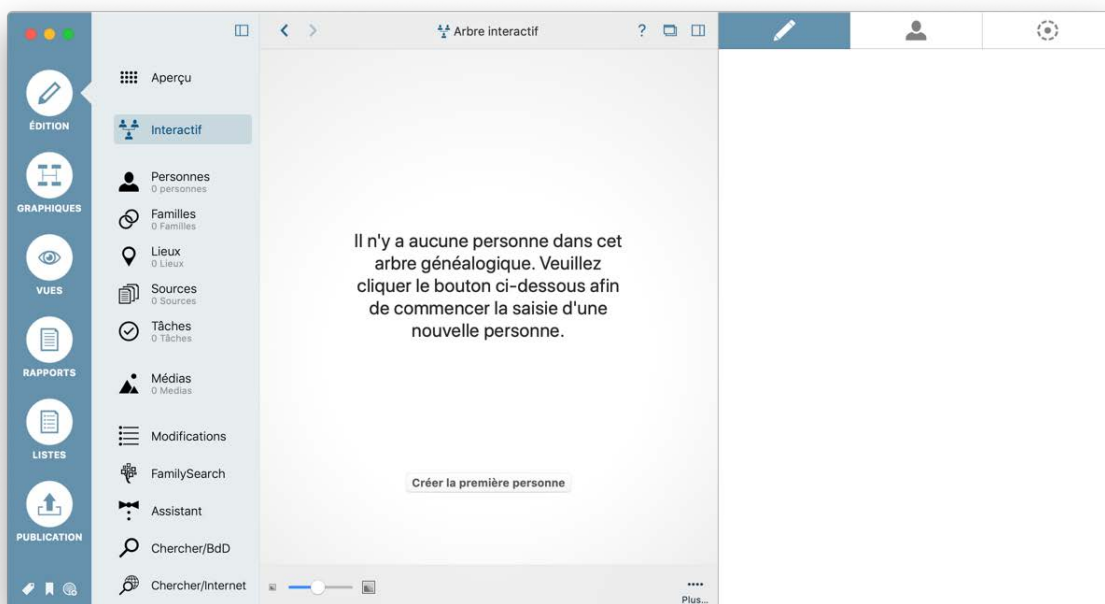 ÉDITION
GRAPHIQUES
VUES
RAPPORTS
LISTES
PUBLICATION
Aperçu
Interactif
Personnes
0 personnes
Familles
0 Familles
Lieux
0 Lieux
Sources
0 Sources
Tâches
0 Tâches
Médias
0 Medias
Modifications
FamilySearch
Assistant
Chercher/BdD
Chercher/Internet
Arbre interactif
?
Il n'y a aucune personne dans cet
arbre généalogique. Veuillez
cliquer le bouton ci-dessous afin
de commencer la saisie d'une
nouvelle personne.
Créer la première personne
Plus...